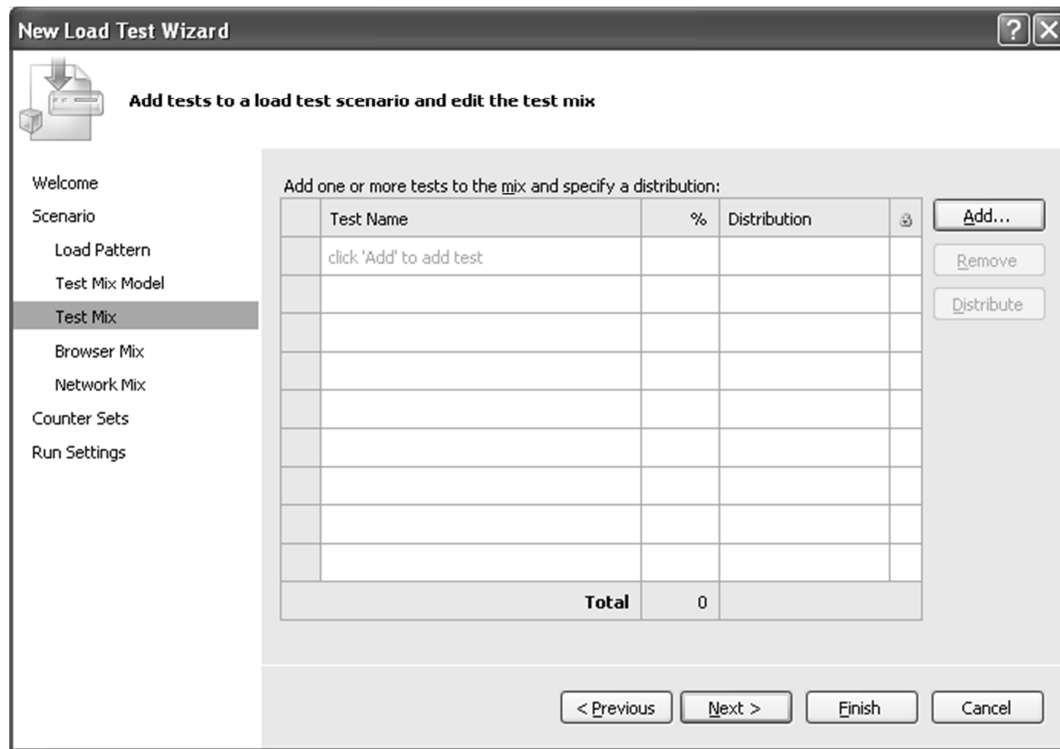 New Load Test Wizard
Add tests to a load test scenario and edit the test mix
Welcome
Scenario
Load Pattern
Test Mix Model
Test Mix
Browser Mix
Network Mix
Counter Sets
Run Settings
Add one or more tests to the mix and specify a distribution:
Test Name % Distribution
click 'Add' to add test
Total 0
Add...
Remove
Distribute
< Previous Next > Finish Cancel